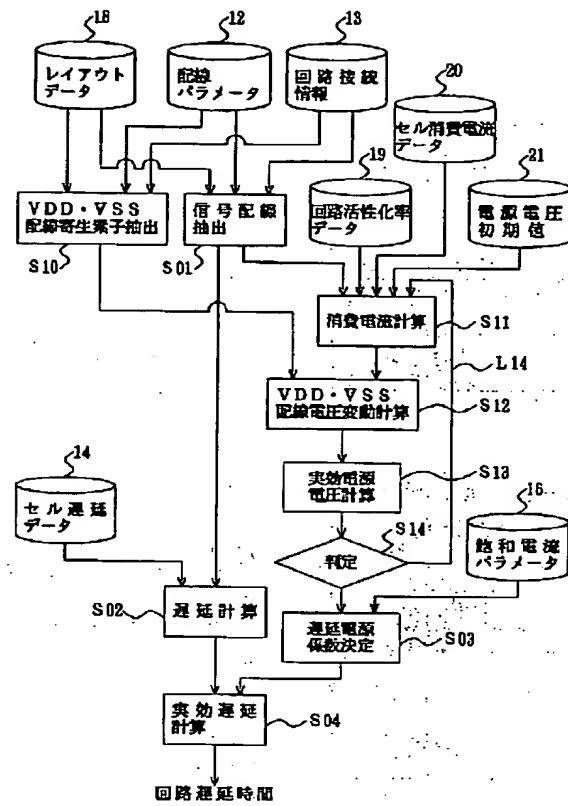 18
12
13
レイアウト
データ
配線
パラメータ
回路接続
情報
20
セル消費電流
データ
19
回路活性化率
データ
21
電源電圧
初期値
VDD・VSS
配線寄生素子抽出
S10
信号配線
抽出
S01
消費電流計算
S11
L14
VDD・VSS
配線電圧変動計算
S12
14
セル遅延
データ
実効電源
電圧計算
S13
S14
判定
16
飽和電流
パラメータ
S02
遅延計算
遅延電源
係数決定
S03
実効遅延
計算
S04
回路遅延時間